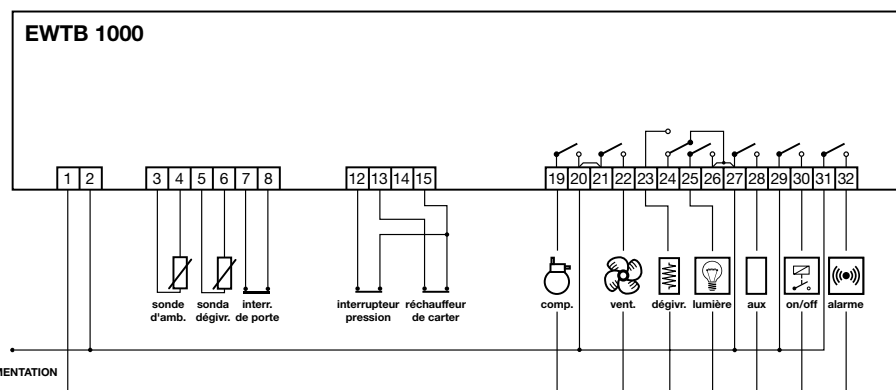 EWTB 1000
1 2 3 4 5 6 7 8 12 13 14 15 19 20 21 22 23 24 25 26 27 28 29 30 31 32
sonde d'amb.
sonda dégivr.
interr. de porte
interrupteur pression
réchauffeur de carter
comp.
vent.
dégivr.
lumière
aux
on/off
alarme